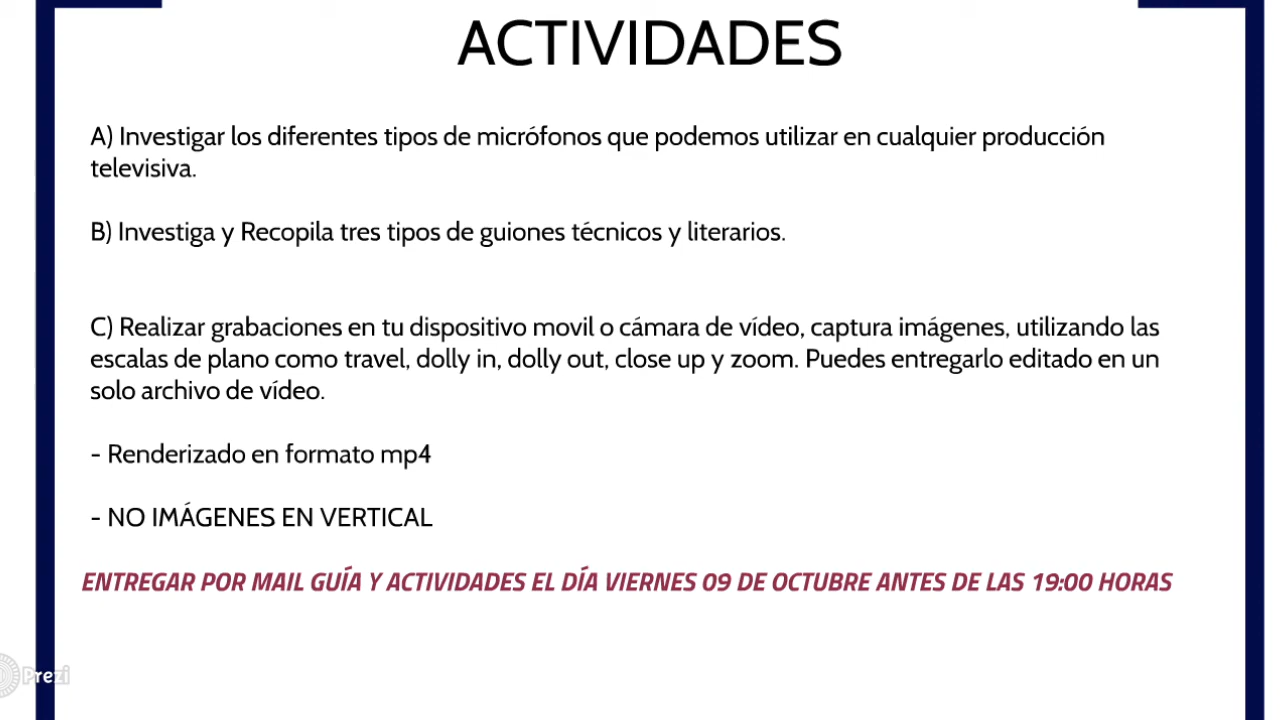 ACTIVIDADES
A) Investigar los diferentes tipos de micrófonos que podemos utilizar en cualquier producción
televisiva.
B) Investiga y Recopila tres tipos de guiones técnicos y literarios.
C) Realizar grabaciones en tu dispositivo movil o cámara de vídeo, captura imágenes, utilizando las
escalas de plano como travel, dolly in, dolly out, close up y zoom. Puedes entregarlo editado en un
solo archivo de vídeo.
- Renderizado en formato mp4
- NO IMÁGENES EN VERTICAL
ENTREGAR POR MAIL GUÍA Y ACTIVIDADES EL DÍA VIERNES 09 DE OCTUBRE ANTES DE LAS 19:00 HORAS
Prezi